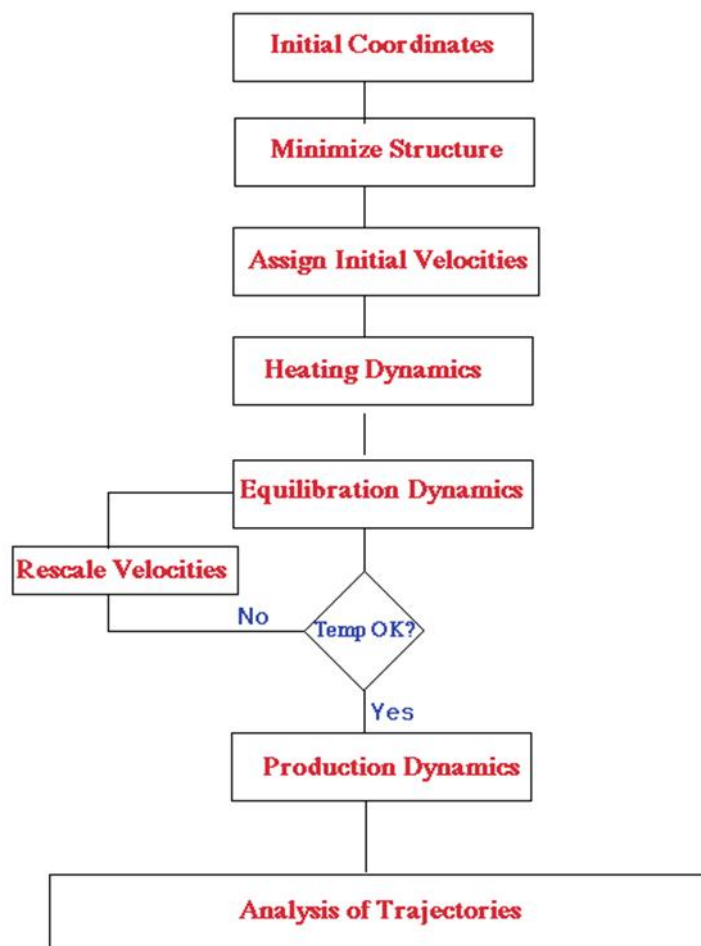 Initial Coordinates
Minimize Structure
Assign Initial Velocities
Heating Dynamics
Equilibration Dynamics
Rescale Velocities
No
Temp OK?
Yes
Production Dynamics
Analysis of Trajectories